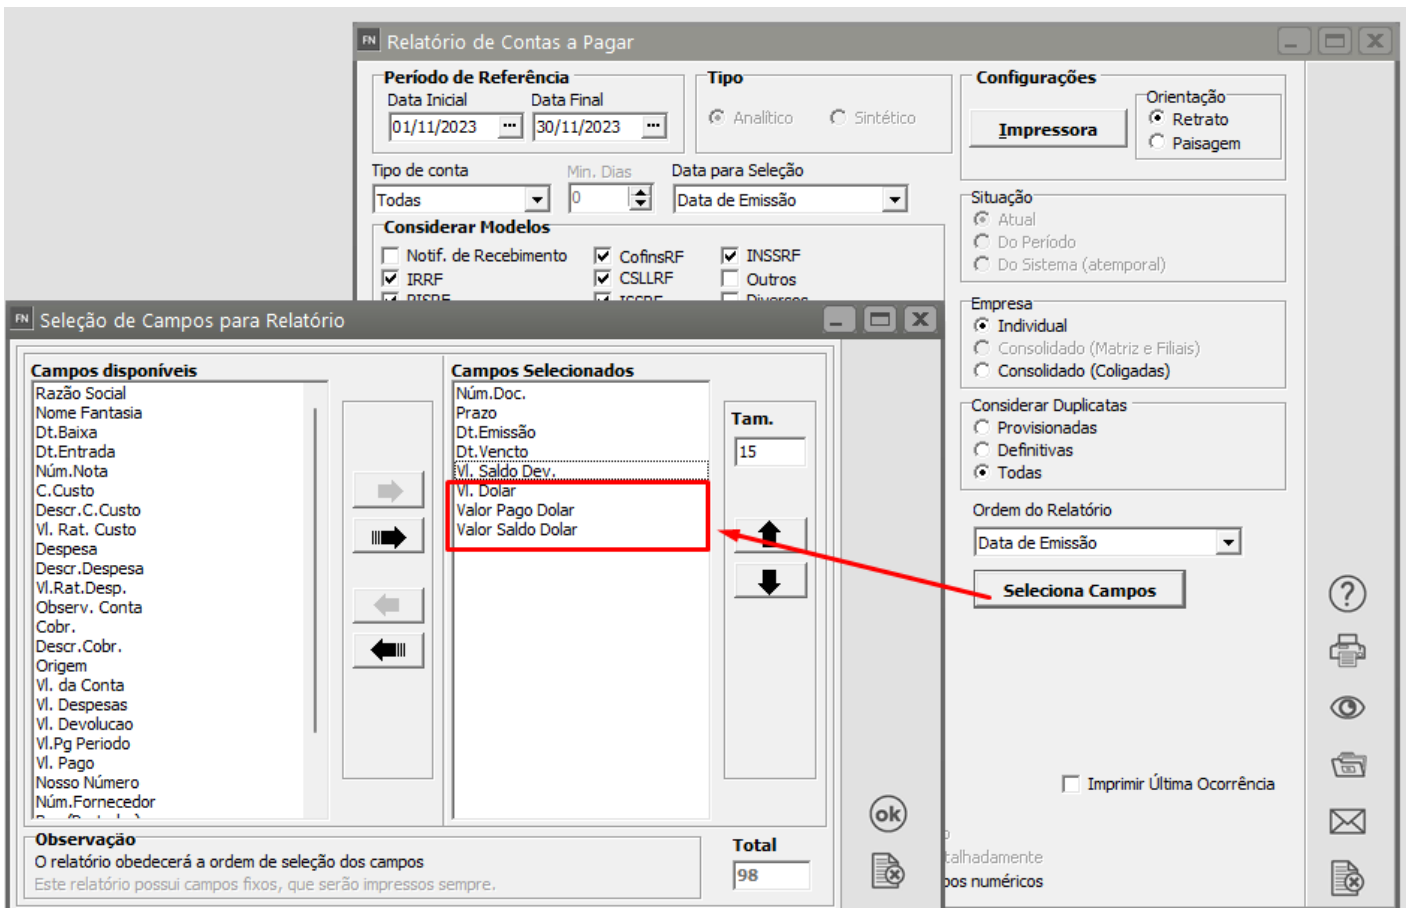 FN Relatório de Contas a Pagar
Período de Referência
Data Inicial Data Final
01/11/2023 ... 30/11/2023 ...
Tipo
Analítico Sintético
Tipo de conta Min. Dias Data para Seleção
Todas 0 Data de Emissão
Considerar Modelos
Notif. de Recebimento CofinsRF INSSRF
IRRF CSLLRF Outros
PISRF ISSRF Diversos
Configurações
Impressora
Orientação
Retrato
Paisagem
Situação
Atual
Do Período
Do Sistema (atemporal)
Empresa
Individual
Consolidado (Matriz e Filiais)
Consolidado (Coligadas)
Considerar Duplicatas
Provisionadas
Definitivas
Todas
Ordem do Relatório
Data de Emissão
Seleciona Campos
Imprimir Última Ocorrência
talhadamente
pos numéricos
FN Seleção de Campos para Relatório
Campos disponíveis
Razão Social
Nome Fantasia
Dt.Baixa
Dt.Entrada
Núm.Nota
C.Custo
Descr.C.Custo
Vl. Rat. Custo
Despesa
Descr.Despesa
Vl.Rat.Desp.
Observ. Conta
Cobr.
Descr.Cobr.
Origem
Vl. da Conta
Vl. Despesas
Vl. Devolucao
Vl.Pg Periodo
Vl. Pago
Nosso Número
Núm.Fornecedor
Campos Selecionados
Núm.Doc.
Prazo
Dt.Emissão
Dt.Vencto
Vl. Saldo Dev.
Vl. Dolar
Valor Pago Dolar
Valor Saldo Dolar
Tam.
15
ok
Observação
O relatório obedecerá a ordem de seleção dos campos
Este relatório possui campos fixos, que serão impressos sempre.
Total
98